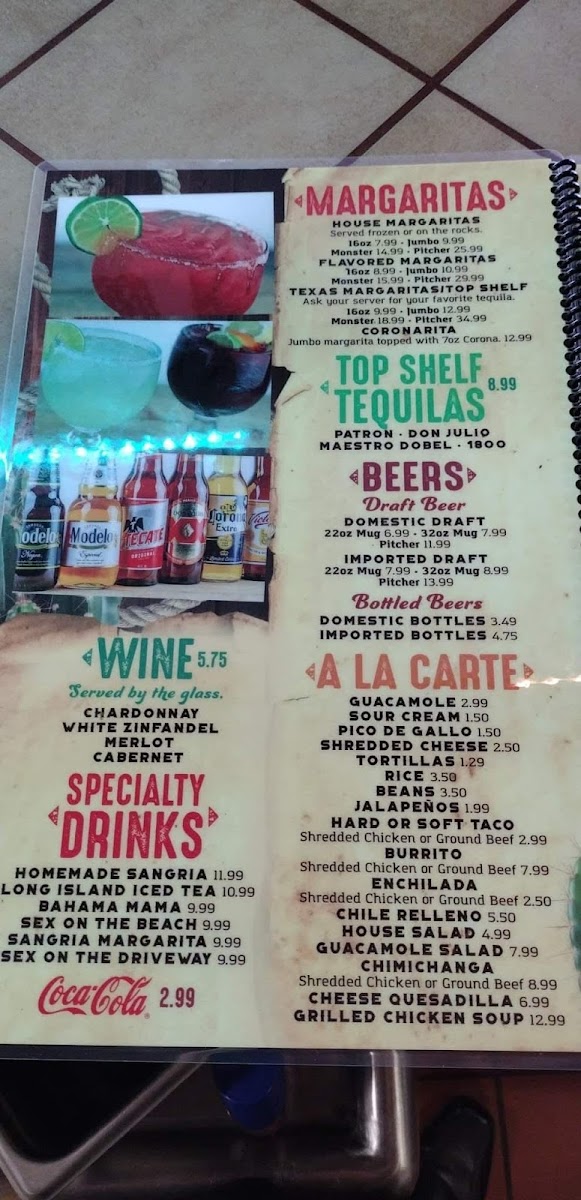 MARGARITAS
HOUSE MARGARITAS
Served frozen or on the rocks.
16oz 7.99 • Jumbo 9.99
Monster 14.99 • Pitcher 25.99
FLAVORED MARGARITAS
16oz 8.99 • Jumbo 10.99
Monster 15.99 • Pitcher 29.99
TEXAS MARGARITAS/TOP SHELF
Ask your server for your favorite tequila.
16oz 9.99 • Jumbo 12.99
Monster 18.99 • Pitcher 34.99
CORONARITA
Jumbo margarita topped with 7oz Corona. 12.99
TOP SHELF
TEQUILAS 8.99
PATRON • DON JULIO
MAESTRO DOBEL • 1800
BEERS
Draft Beer
DOMESTIC DRAFT
22oz Mug 6.99 • 32oz Mug 7.99
Pitcher 11.99
IMPORTED DRAFT
22oz Mug 7.99 • 32oz Mug 8.99
Pitcher 13.99
Bottled Beers
DOMESTIC BOTTLES 3.49
IMPORTED BOTTLES 4.75
A LA CARTE
GUACAMOLE 2.99
SOUR CREAM 1.50
PICO DE GALLO 1.50
SHREDDED CHEESE 2.50
TORTILLAS 1.29
RICE 3.50
BEANS 3.50
JALAPEÑOS 1.99
HARD OR SOFT TACO
Shredded Chicken or Ground Beef 2.99
BURRITO
Shredded Chicken or Ground Beef 7.99
ENCHILADA
Shredded Chicken or Ground Beef 2.50
CHILE RELLENO 5.50
HOUSE SALAD 4.99
GUACAMOLE SALAD 7.99
CHIMICHANGA
Shredded Chicken or Ground Beef 8.99
CHEESE QUESADILLA 6.99
GRILLED CHICKEN SOUP 12.99
Modelo
Corona
Extra
ORIGINAL
WINE 5.75
Served by the glass.
CHARDONNAY
WHITE ZINFANDEL
MERLOT
CABERNET
SPECIALTY
DRINKS
HOMEMADE SANGRIA 11.99
LONG ISLAND ICED TEA 10.99
BAHAMA MAMA 9.99
SEX ON THE BEACH 9.99
SANGRIA MARGARITA 9.99
SEX ON THE DRIVEWAY 9.99
Coca-Cola 2.99